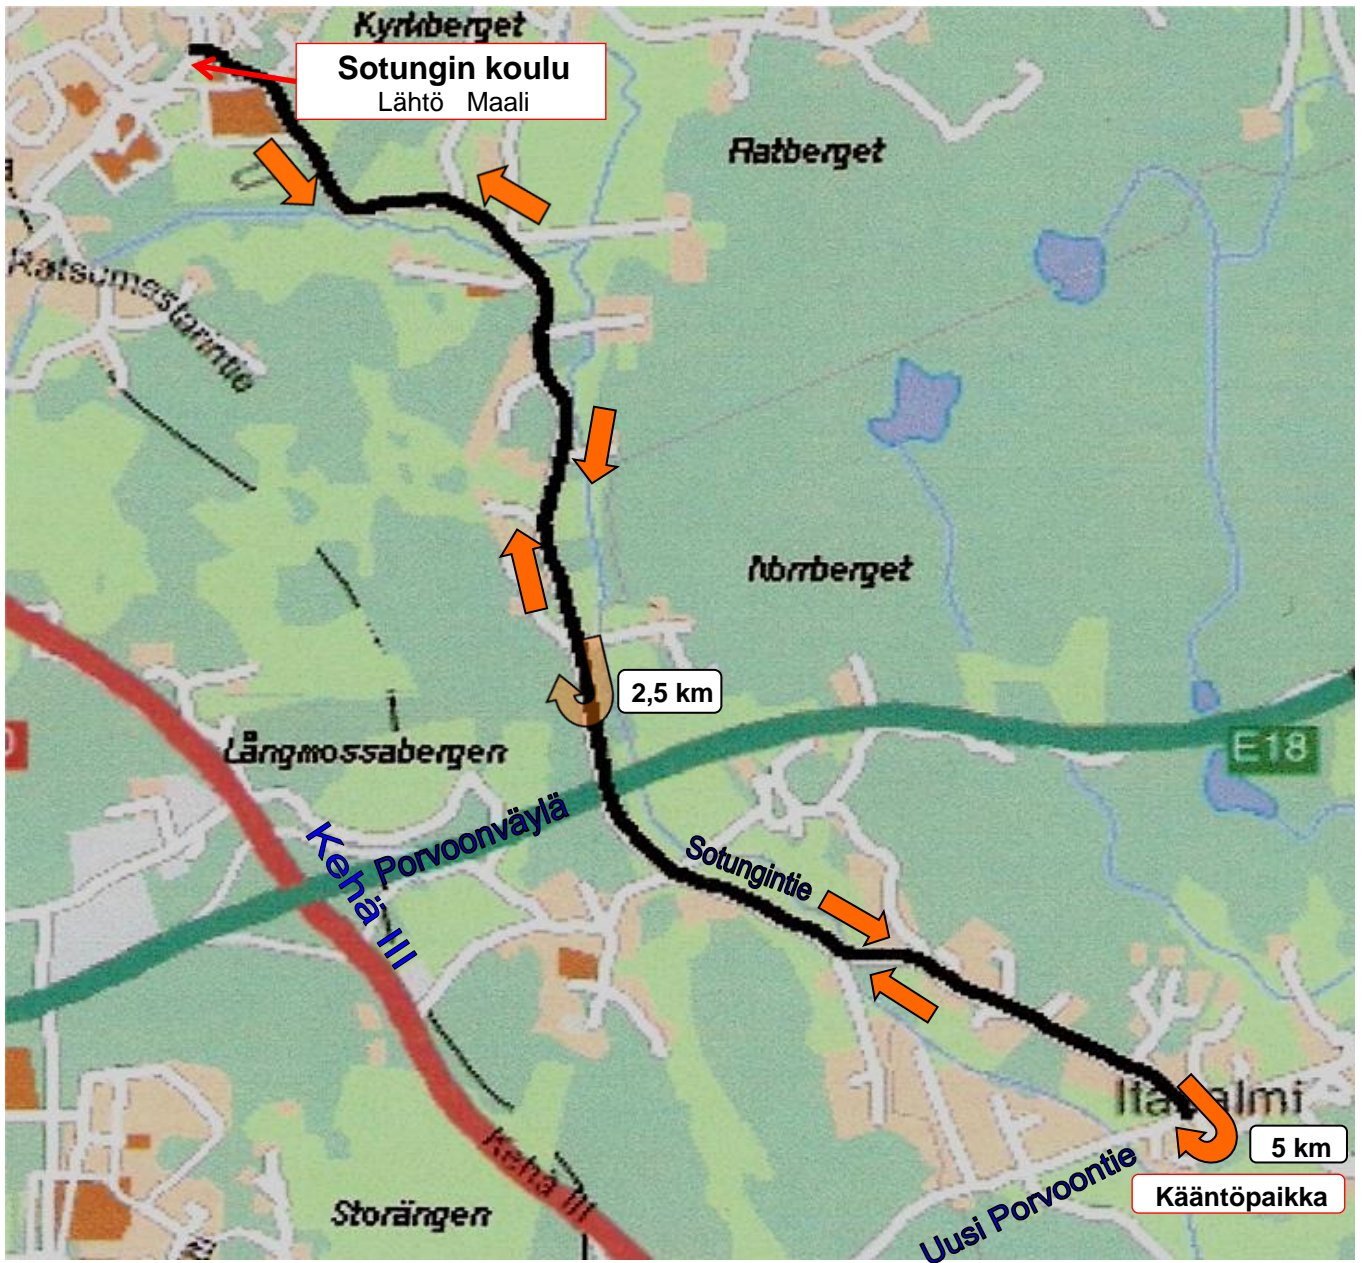 Kyrkberget
Sotungin koulu
Lähtö Maali
Flatberget
Ratsumestarintie
Norrberget
2,5 km
Långmossabergen
E18
Porvoonväylä
Kehä III
Sotungintie
Kehä III
Storängen
5 km
Kääntöpaikka
Uusi Porvoontie